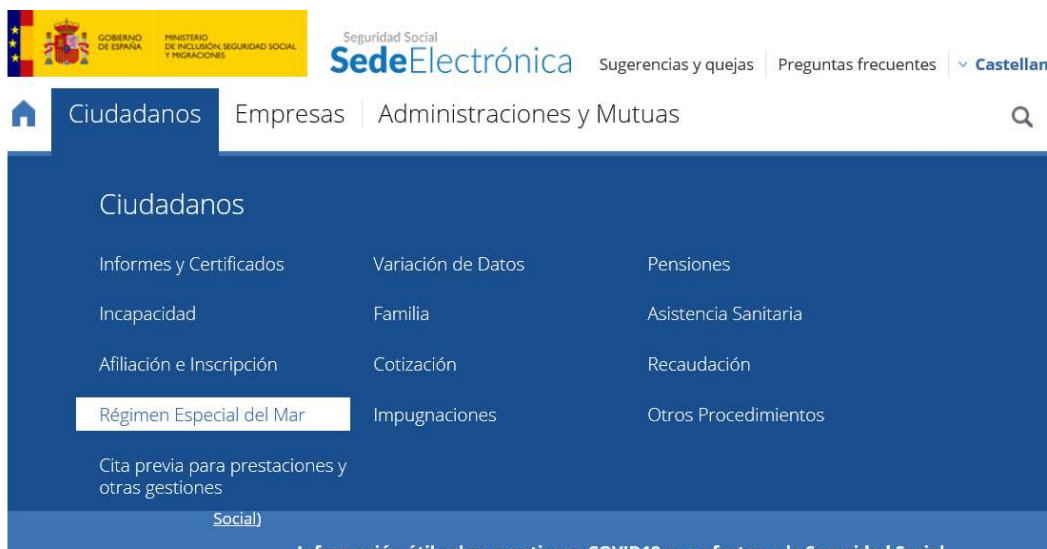 GOBIERNO
DE ESPAÑA
MINISTERIO
DE INCLUSIÓN, SEGURIDAD SOCIAL
Y MIGRACIONES
Seguridad Social
SedeElectrónica
Sugerencias y quejas Preguntas frecuentes Castellan
Ciudadanos Empresas Administraciones y Mutuas
Ciudadanos
Informes y Certificados Variación de Datos Pensiones
Incapacidad Familia Asistencia Sanitaria
Afiliación e Inscripción Cotización Recaudación
Régimen Especial del Mar Impugnaciones Otros Procedimientos
Cita previa para prestaciones y
otras gestiones
Social)